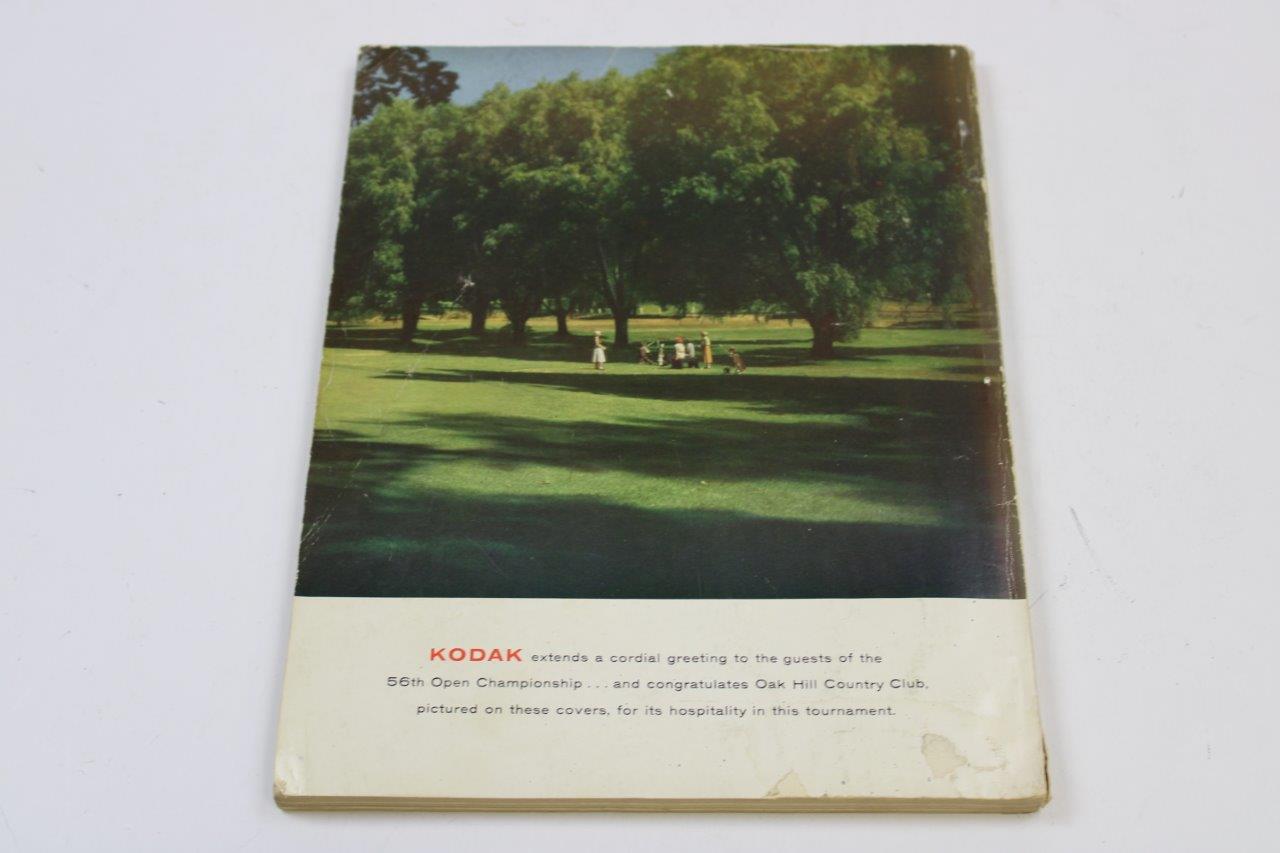 KODAK extends a cordial greeting to the guests of the
56th Open Championship . . . and congratulates Oak Hill Country Club,
pictured on these covers, for its hospitality in this tournament.